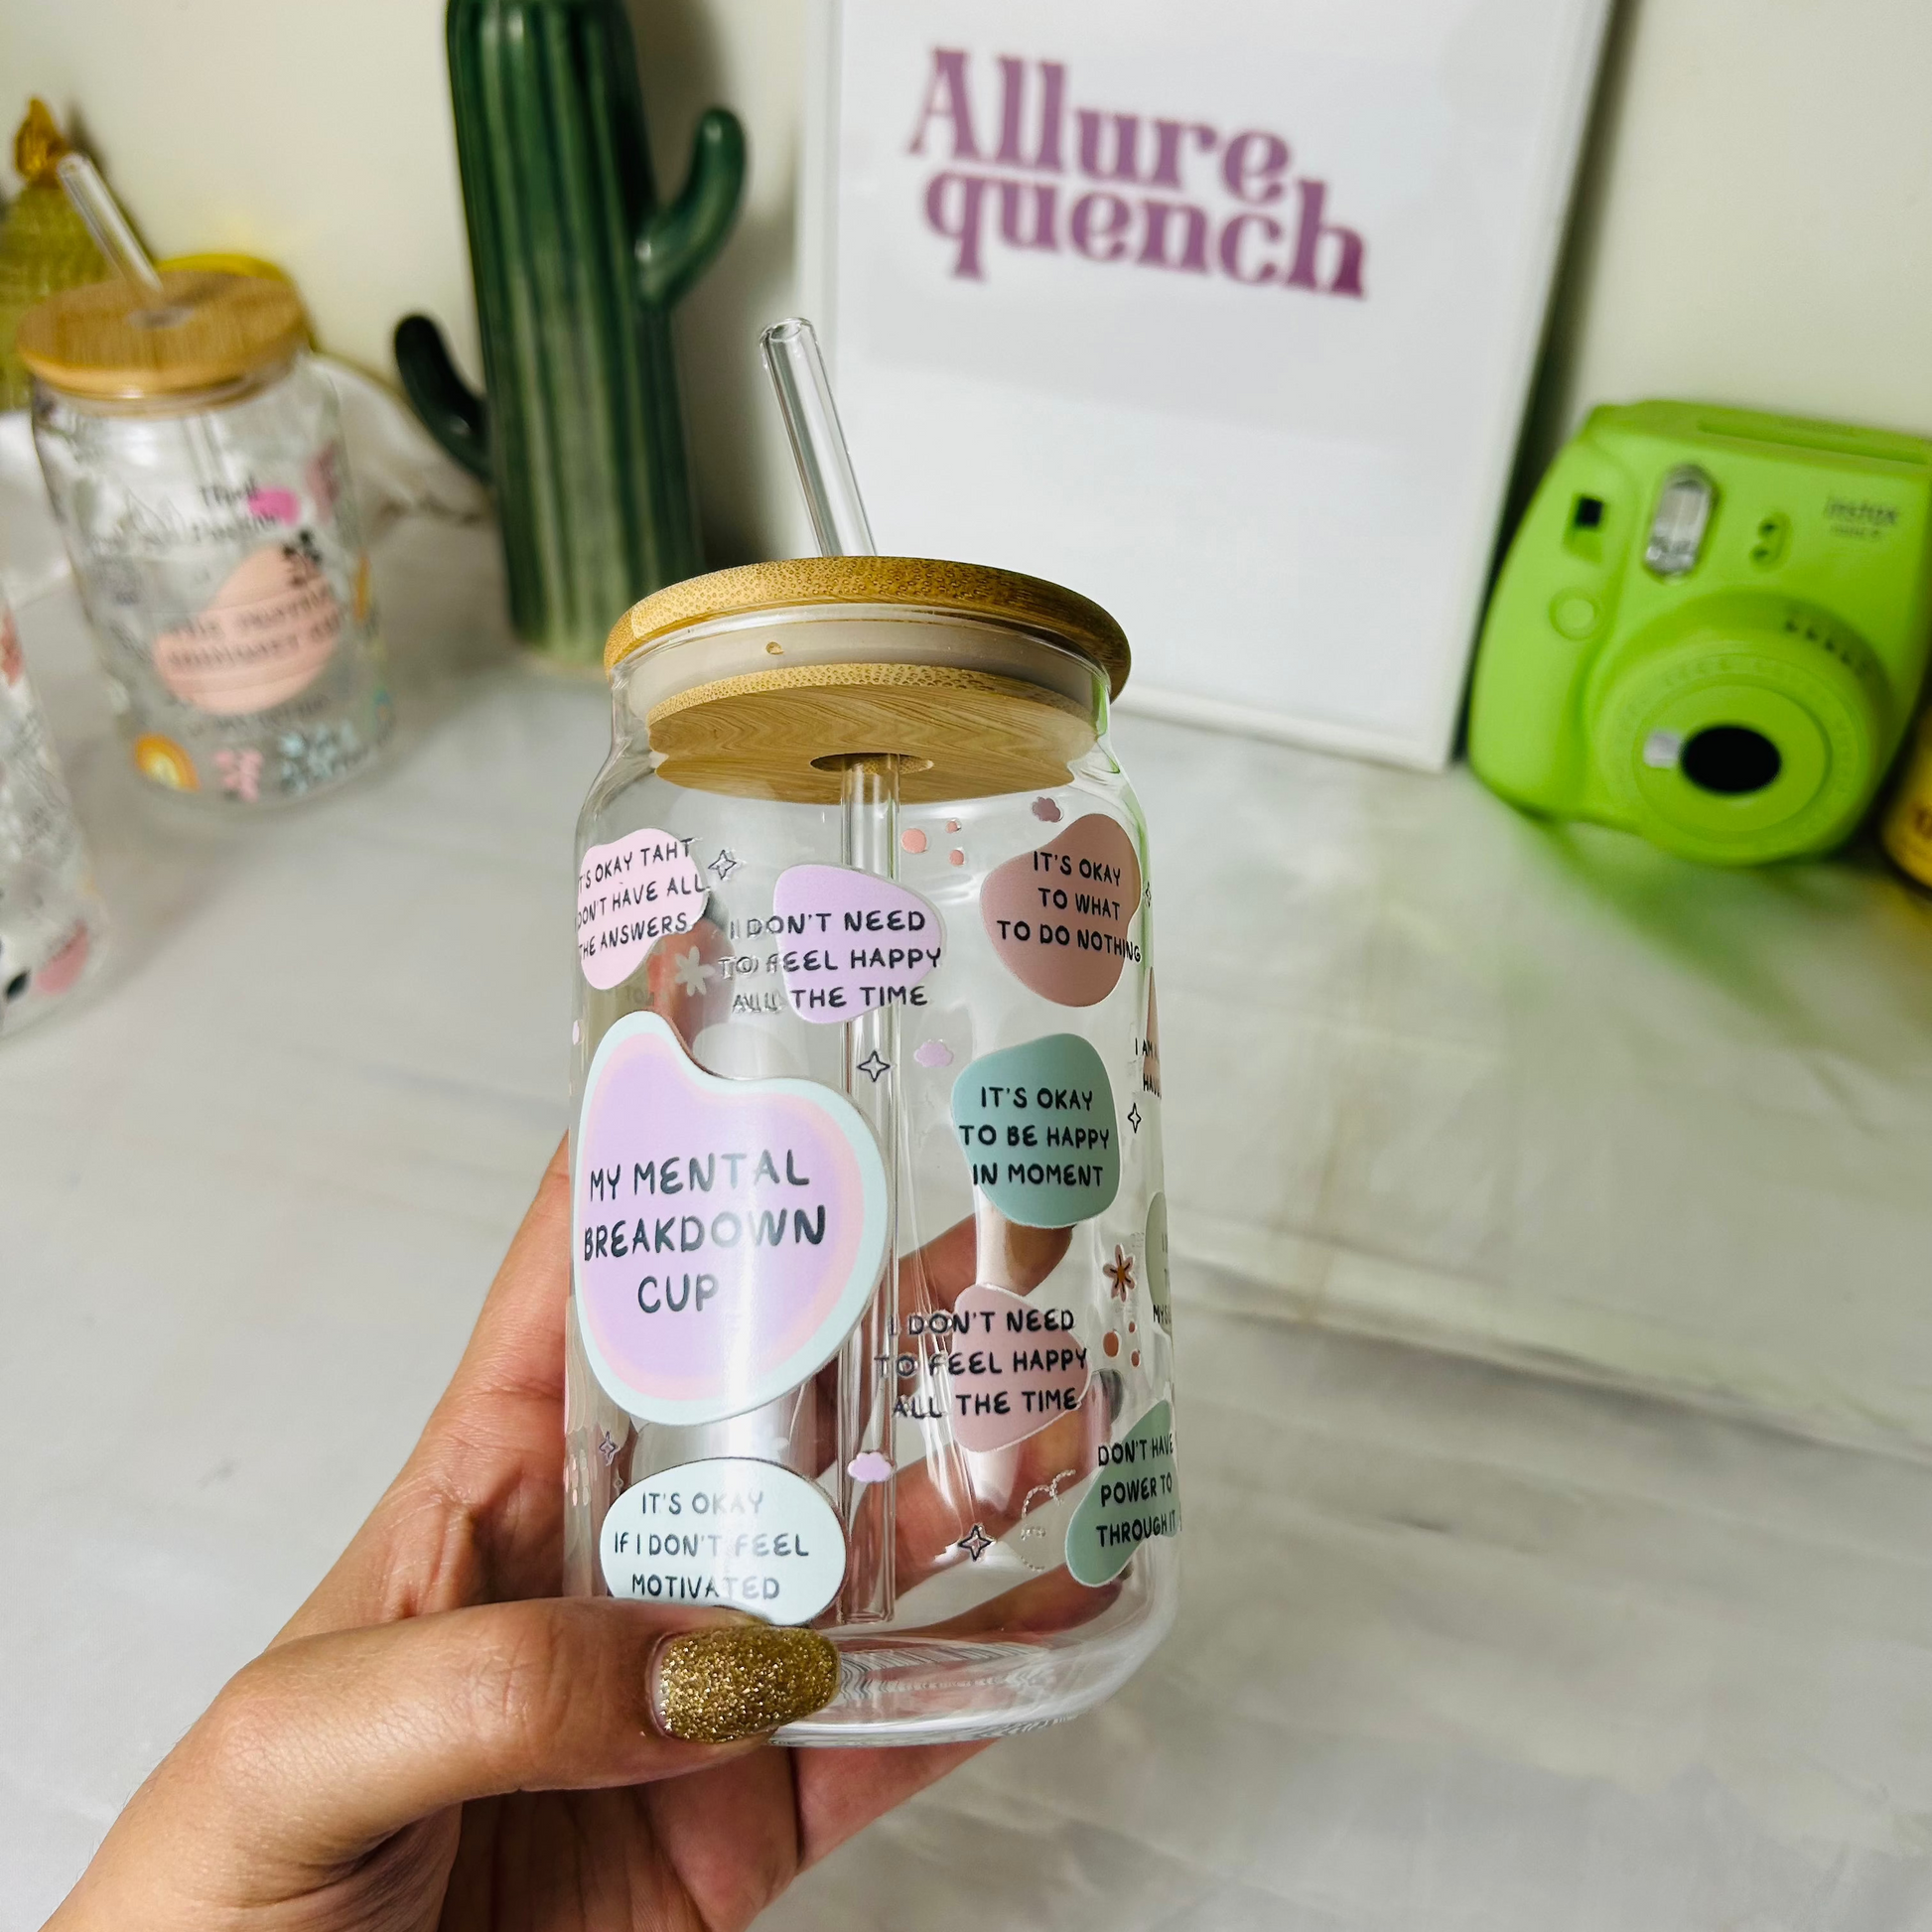 Allure
quench
instax
IT'S OKAY TAHT
DON'T HAVE ALL
THE ANSWERS
I DON'T NEED
TO FEEL HAPPY
ALL THE TIME
IT'S OKAY
TO WHAT
TO DO NOTHING
MY MENTAL
BREAKDOWN
CUP
IT'S OKAY
TO BE HAPPY
IN MOMENT
I AM
I DON'T NEED
TO FEEL HAPPY
ALL THE TIME
DON'T HAVE
POWER TO
THROUGH IT
IT'S OKAY
IF I DON'T FEEL
MOTIVATED